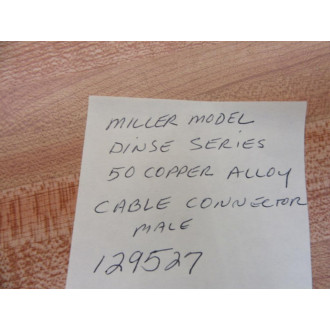 MILLER MODEL
DINSE SERIES
50 COPPER ALLOY
CABLE CONNECTOR
MALE
129527